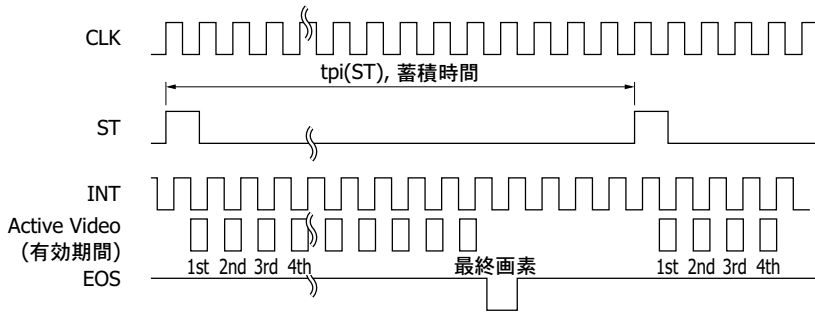 CLK
tpi(ST), 蓄積時間
ST
INT
Active Video
(有効期間)
1st 2nd 3rd 4th 最終画素 1st 2nd 3rd 4th
EOS